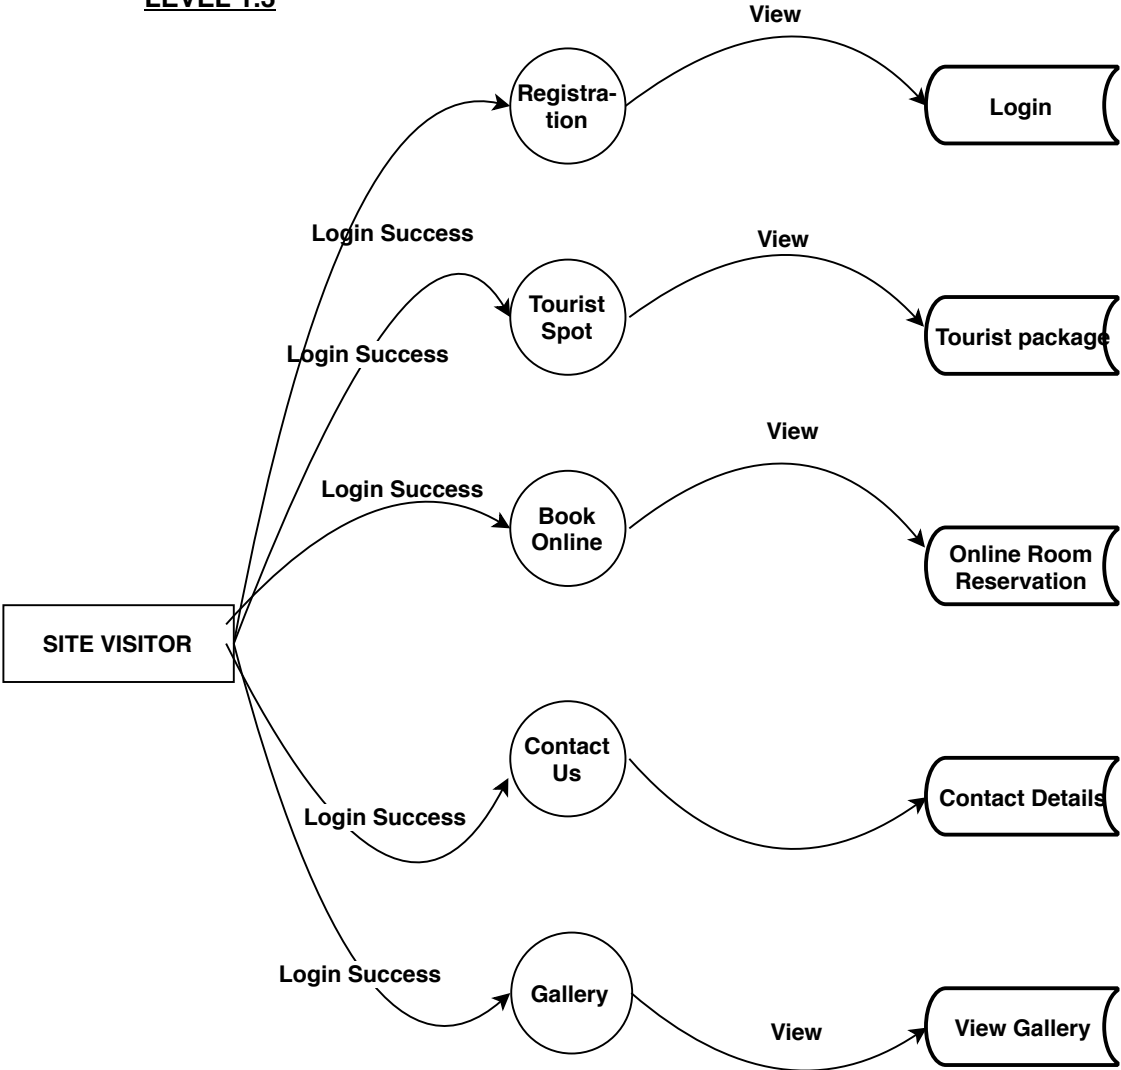 LEVEL 1.3
View
Registra-
tion
Login
Login Success
View
Tourist
Spot
Tourist package
Login Success
View
Login Success
Book
Online
Online Room
Reservation
SITE VISITOR
Contact
Us
Contact Details
Login Success
Login Success
Gallery
View
View Gallery